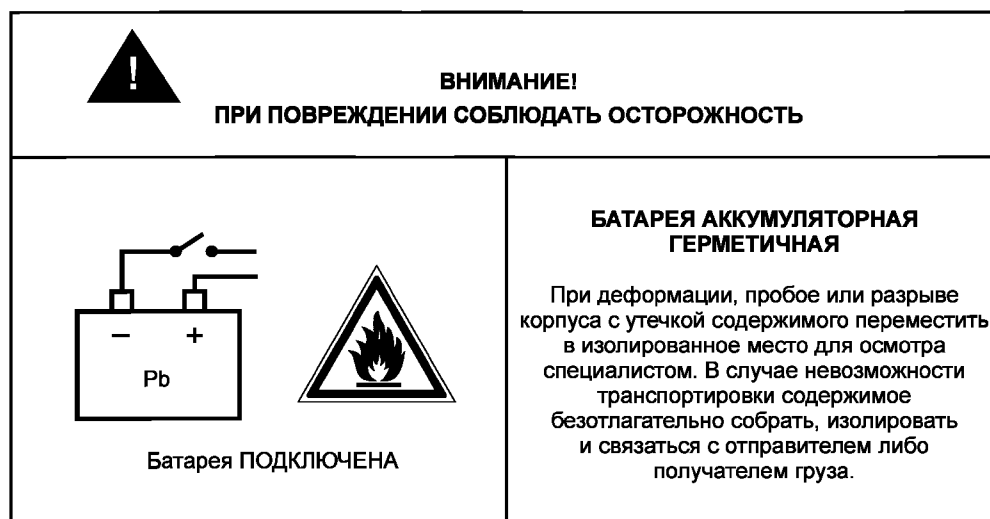 !
ВНИМАНИЕ!
ПРИ ПОВРЕЖДЕНИИ СОБЛЮДАТЬ ОСТОРОЖНОСТЬ
− +
Pb
Батарея ПОДКЛЮЧЕНА
БАТАРЕЯ АККУМУЛЯТОРНАЯ
ГЕРМЕТИЧНАЯ
При деформации, пробое или разрыве
корпуса с утечкой содержимого переместить
в изолированное место для осмотра
специалистом. В случае невозможности
транспортировки содержимое
безотлагательно собрать, изолировать
и связаться с отправителем либо
получателем груза.